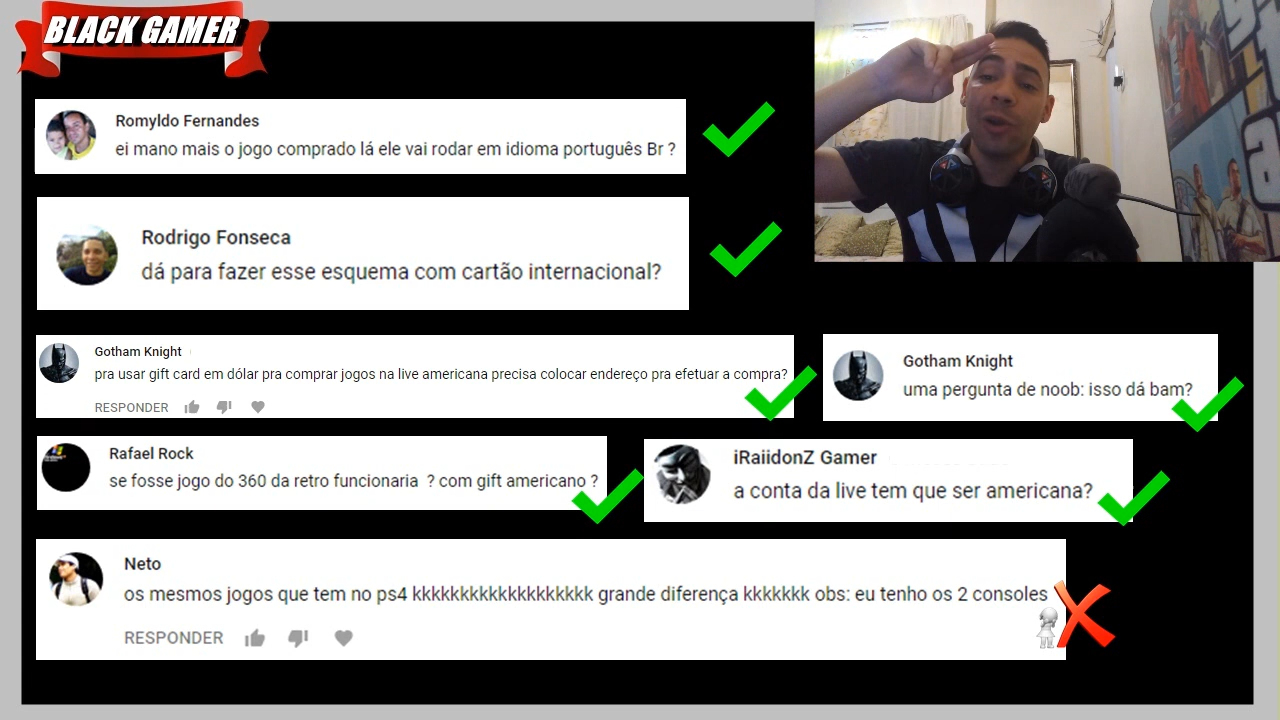 BLACK GAMER
Romyldo Fernandes
ei mano mais o jogo comprado lá ele vai rodar em idioma português Br ?
Rodrigo Fonseca
dá para fazer esse esquema com cartão internacional?
Gotham Knight
pra usar gift card em dólar pra comprar jogos na live americana precisa colocar endereço pra efetuar a compra?
RESPONDER
Gotham Knight
uma pergunta de noob: isso dá bam?
Rafael Rock
se fosse jogo do 360 da retro funcionaria ? com gift americano ?
iRaiidonZ Gamer
a conta da live tem que ser americana?
Neto
os mesmos jogos que tem no ps4 kkkkkkkkkkkkkkkkkkk grande diferença kkkkkkk obs: eu tenho os 2 consoles
RESPONDER